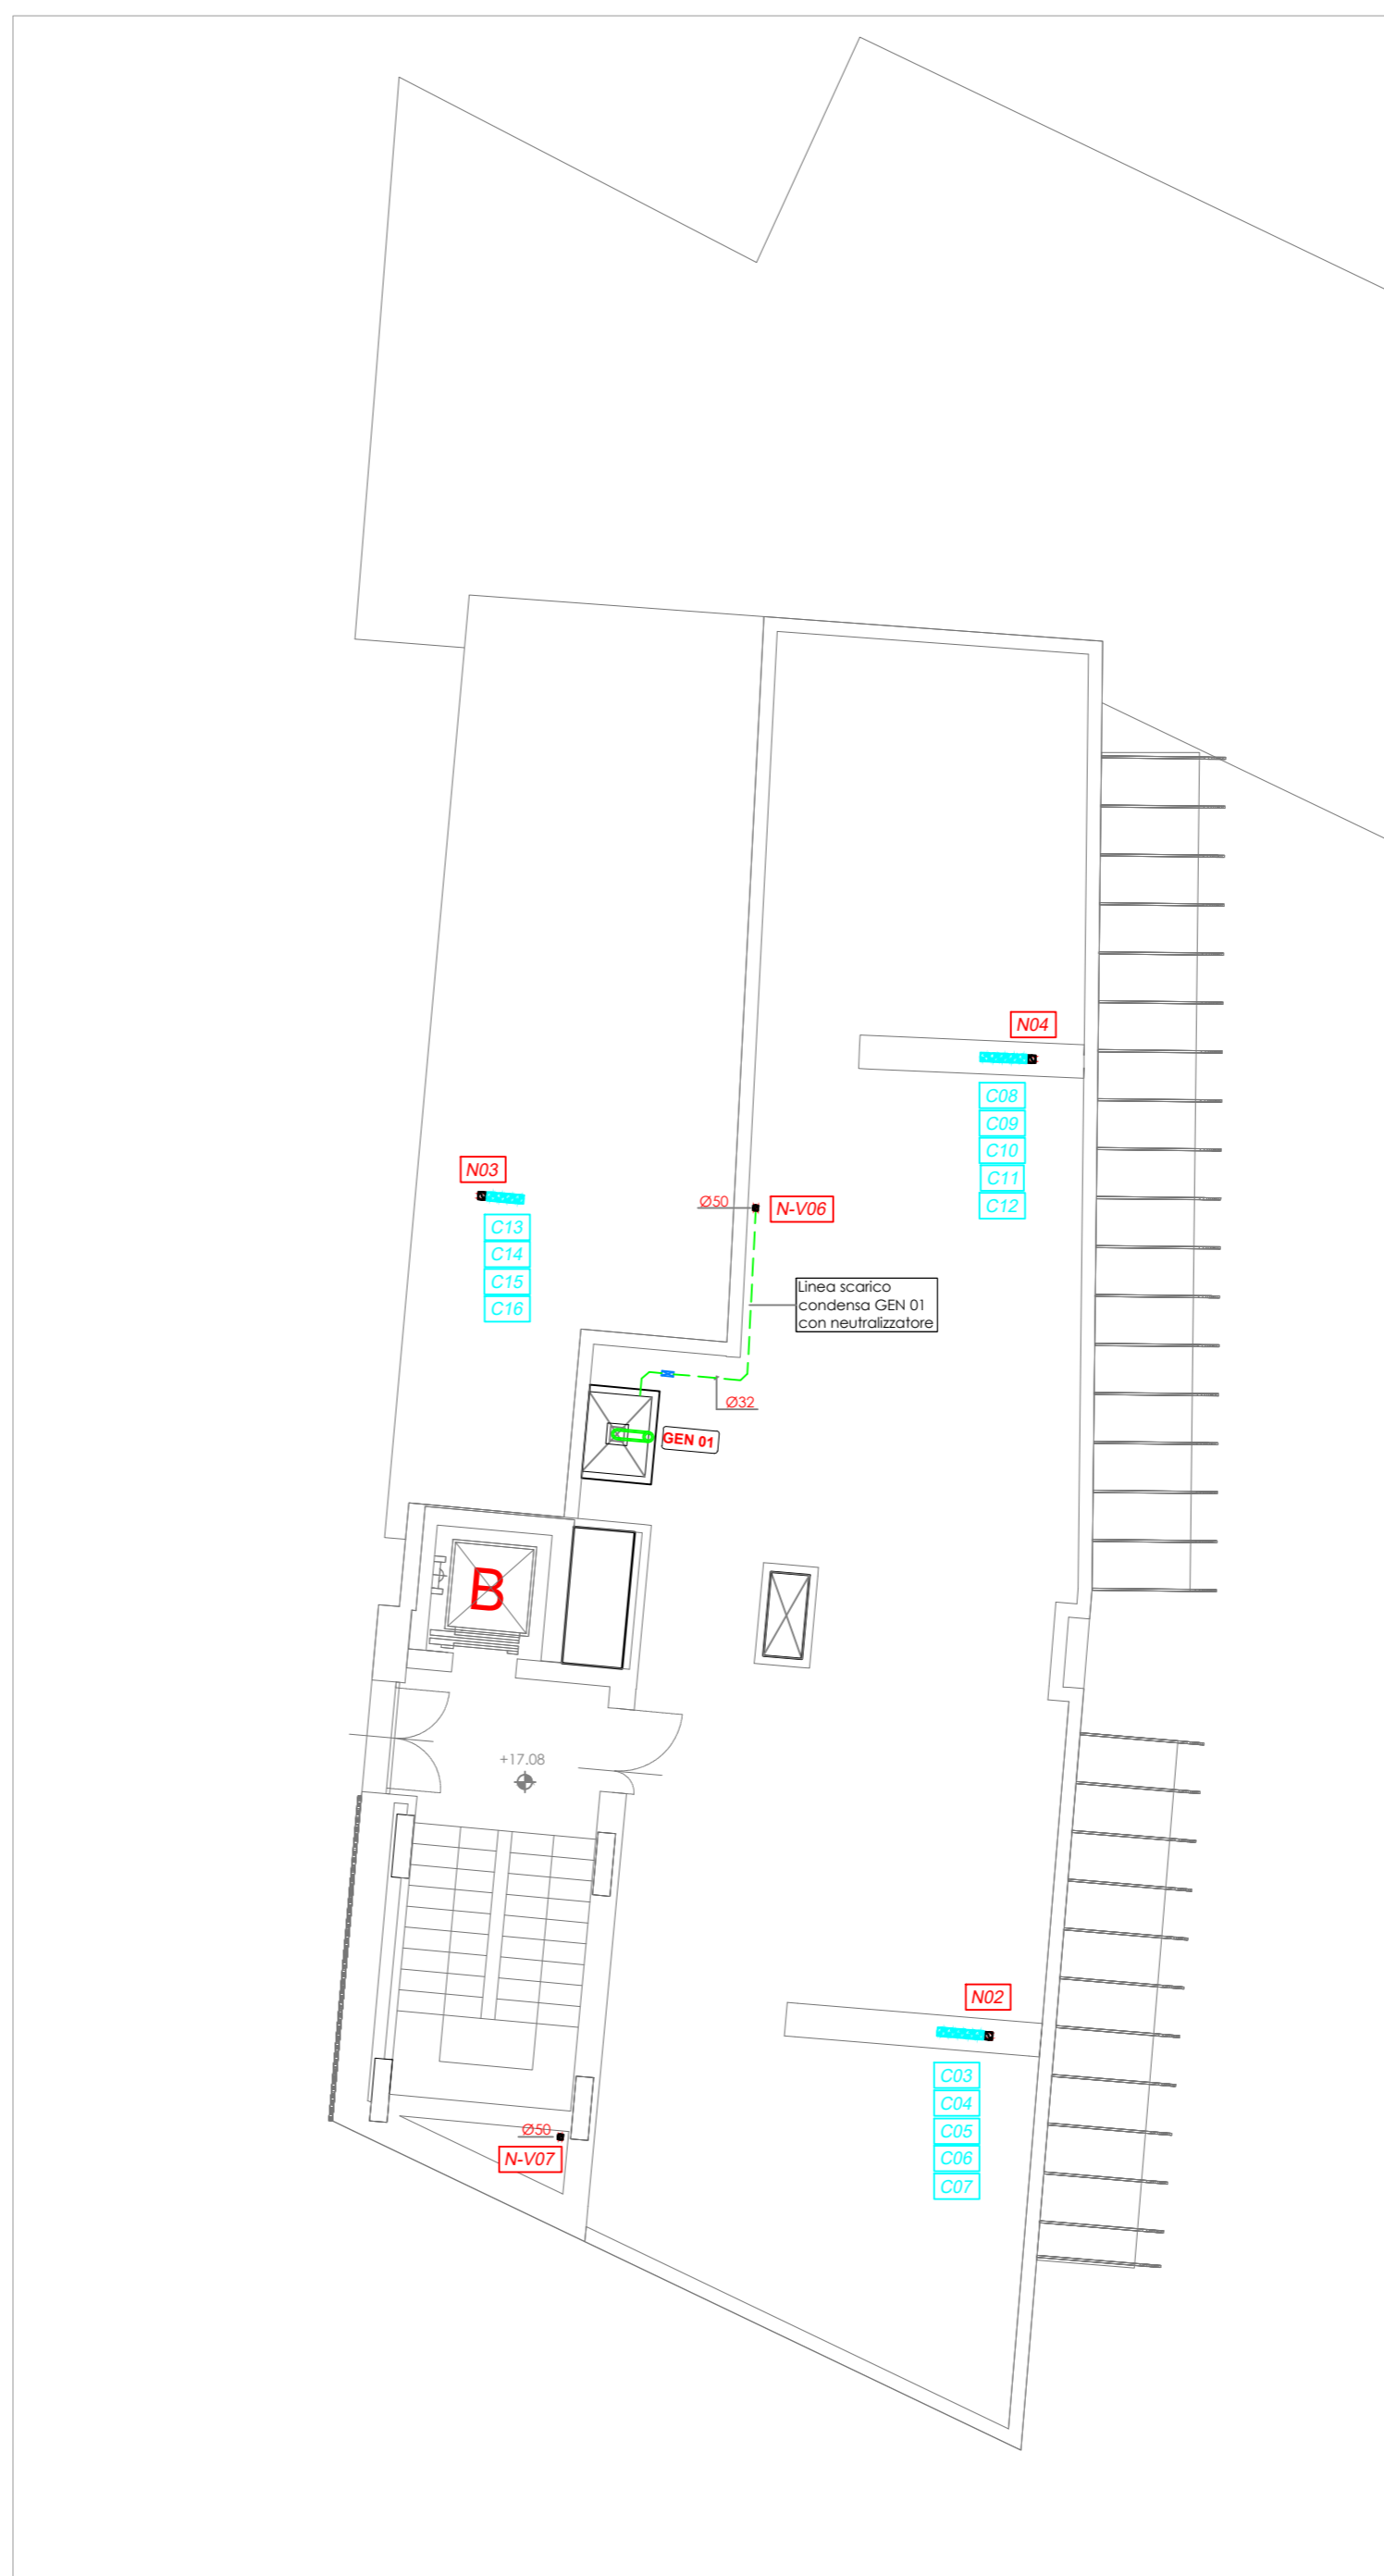 N04
C08
C09
C10
C11
C12
N03
C13
C14
C15
C16
Ø50
N-V06
Linea scarico
condensa GEN 01
con neutralizzatore
Ø32
GEN 01
B
+17.08
N02
C03
C04
C05
C06
C07
Ø50
N-V07